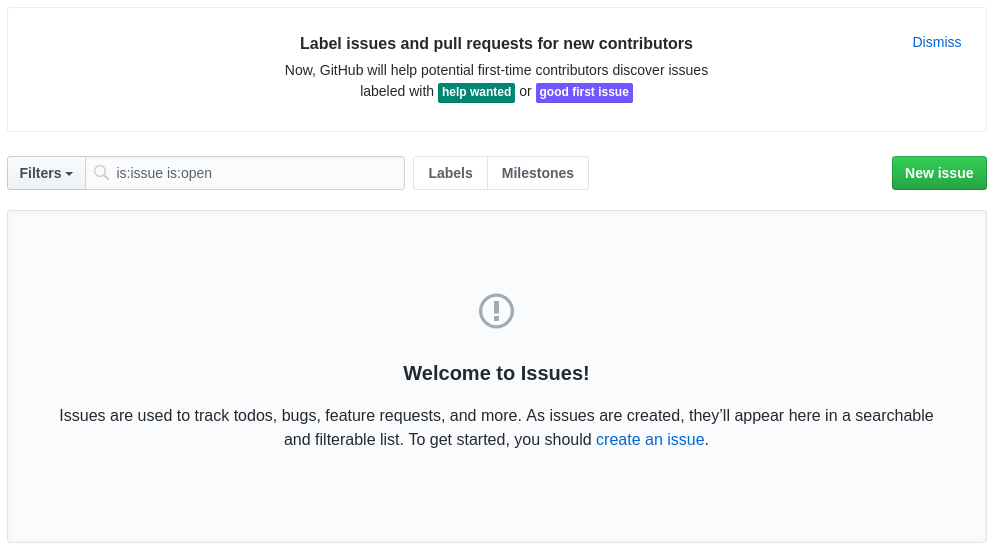 Label issues and pull requests for new contributors
Dismiss
Now, GitHub will help potential first-time contributors discover issues
labeled with help wanted or good first issue
Filters is:issue is:open Labels Milestones New issue
Welcome to Issues!
Issues are used to track todos, bugs, feature requests, and more. As issues are created, they’ll appear here in a searchable
and filterable list. To get started, you should create an issue.